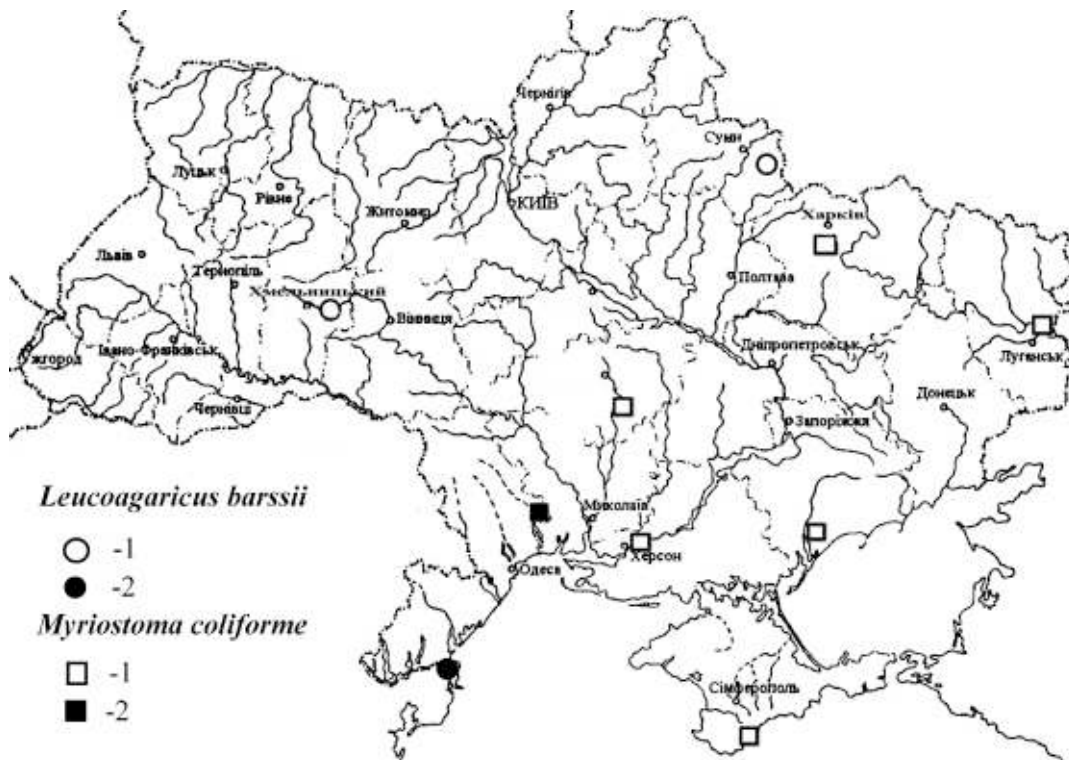 Чернігів
Суми
Луцьк
Рівне
Житомир
КИЇВ
Харків
Львів
Тернопіль
Полтава
Хмельницький
Вінниця
Луганськ
жгород
Івано-Франківськ
Дніпропетровськ
Донецьк
Чернівці
Запоріжжя
Leucoagaricus barssii
-1
-2
Миколаїв
Херсон
Одеса
Myriostoma coliforme
-1
-2
Сімферополь